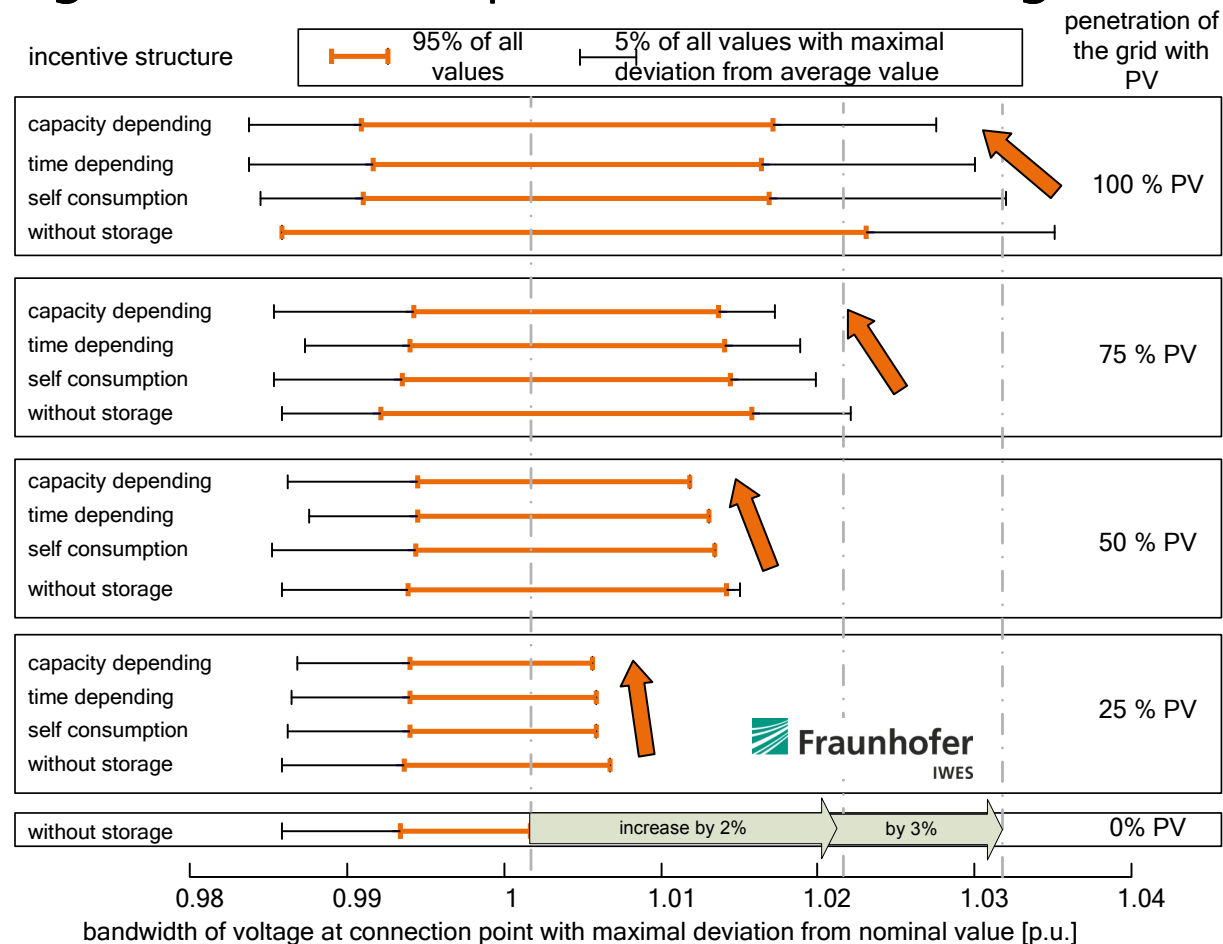 incentive structure
95% of all
values
5% of all values with maximal
deviation from average value
penetration of
the grid with
PV
capacity depending
time depending
self consumption
without storage
100 % PV
capacity depending
time depending
self consumption
without storage
75 % PV
capacity depending
time depending
self consumption
without storage
50 % PV
capacity depending
time depending
self consumption
without storage
25 % PV
Fraunhofer
IWES
without storage
increase by 2%
by 3%
0% PV
0.98 0.99 1 1.01 1.02 1.03 1.04
bandwidth of voltage at connection point with maximal deviation from nominal value [p.u.]